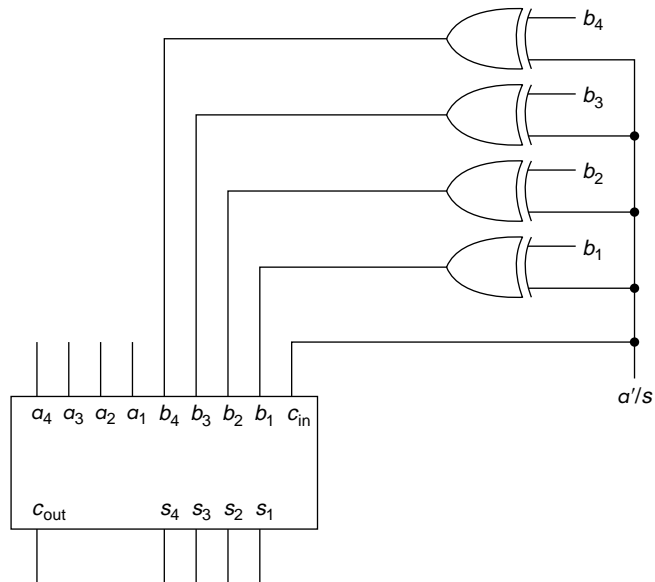 b₄
b₃
b₂
b₁
a'/s
a₄ a₃ a₂ a₁ b₄ b₃ b₂ b₁ cᵢₙ
cₒᵤₜ s₄ s₃ s₂ s₁